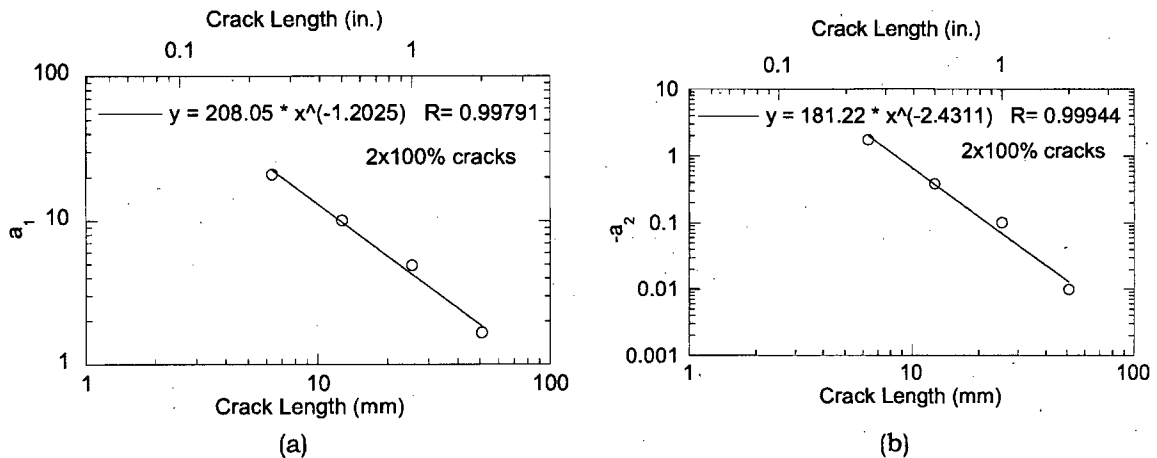 Crack Length (in.)
0.1 1
100
y = 208.05 * x^(-1.2025) R= 0.99791
2x100% cracks
a1
10
1
1 10 100
Crack Length (mm)
(a)
Crack Length (in.)
0.1 1
10
y = 181.22 * x^(-2.4311) R= 0.99944
2x100% cracks
1
-a2
0.1
0.01
0.001
1 10 100
Crack Length (mm)
(b)